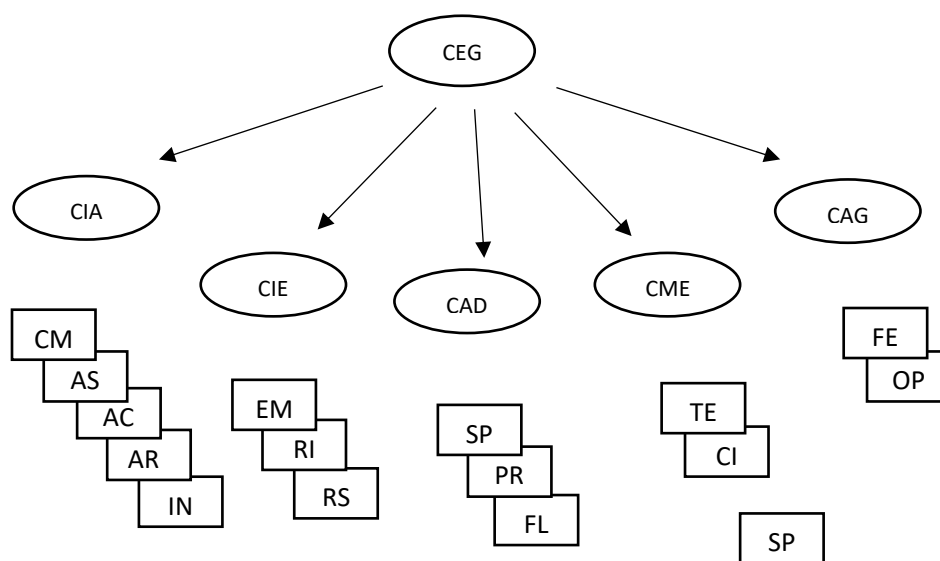 CEG
CIA
CAG
CIE
CAD
CME
CM
AS
AC
AR
IN
EM
RI
RS
SP
PR
FL
TE
CI
SP
FE
OP